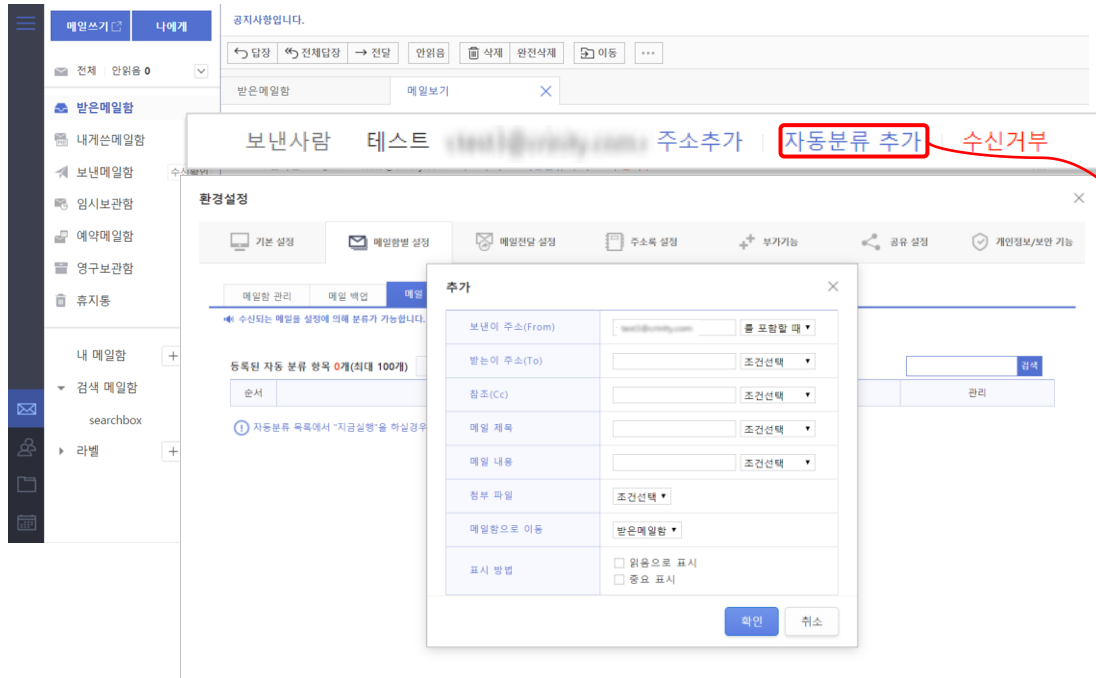 메일쓰기 나에게
공지사항입니다.
답장 전체답장 전달 안읽음 삭제 완전삭제 이동 ...
전체 안읽음 0
받은메일함 메일보기
받은메일함
내게쓴메일함
보낸사람 테스트 주소추가 자동분류 추가 수신거부
보낸메일함
임시보관함
예약메일함
영구보관함
휴지통
내 메일함
검색 메일함
searchbox
라벨
환경설정
기본 설정 메일함별 설정 메일전달 설정 주소록 설정 부가기능 공유 설정 개인정보/보안 기능
메일함 관리 메일 백업 메일
수신되는 메일을 설정에 의해 분류가 가능합니다.
등록된 자동 분류 항목 0개(최대 100개) 검색
순서 관리
자동분류 목록에서 "지금실행"을 하실경우
추가
보낸이 주소(From) 를 포함할 때
받는이 주소(To) 조건선택
참조(Cc) 조건선택
메일 제목 조건선택
메일 내용 조건선택
첨부 파일 조건선택
메일함으로 이동 받은메일함
표시 방법 읽음으로 표시
중요 표시
확인 취소